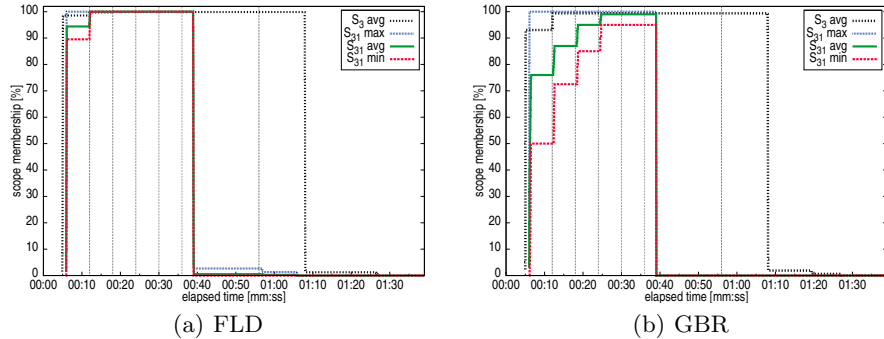 S3 avg
S31 max
S31 avg
S31 min
scope membership [%]
100
90
80
70
60
50
40
30
20
10
0
00:00 00:10 00:20 00:30 00:40 00:50 01:00 01:10 01:20 01:30
elapsed time [mm:ss]
(a) FLD
S3 avg
S31 max
S31 avg
S31 min
scope membership [%]
100
90
80
70
60
50
40
30
20
10
0
00:00 00:10 00:20 00:30 00:40 00:50 01:00 01:10 01:20 01:30
elapsed time [mm:ss]
(b) GBR